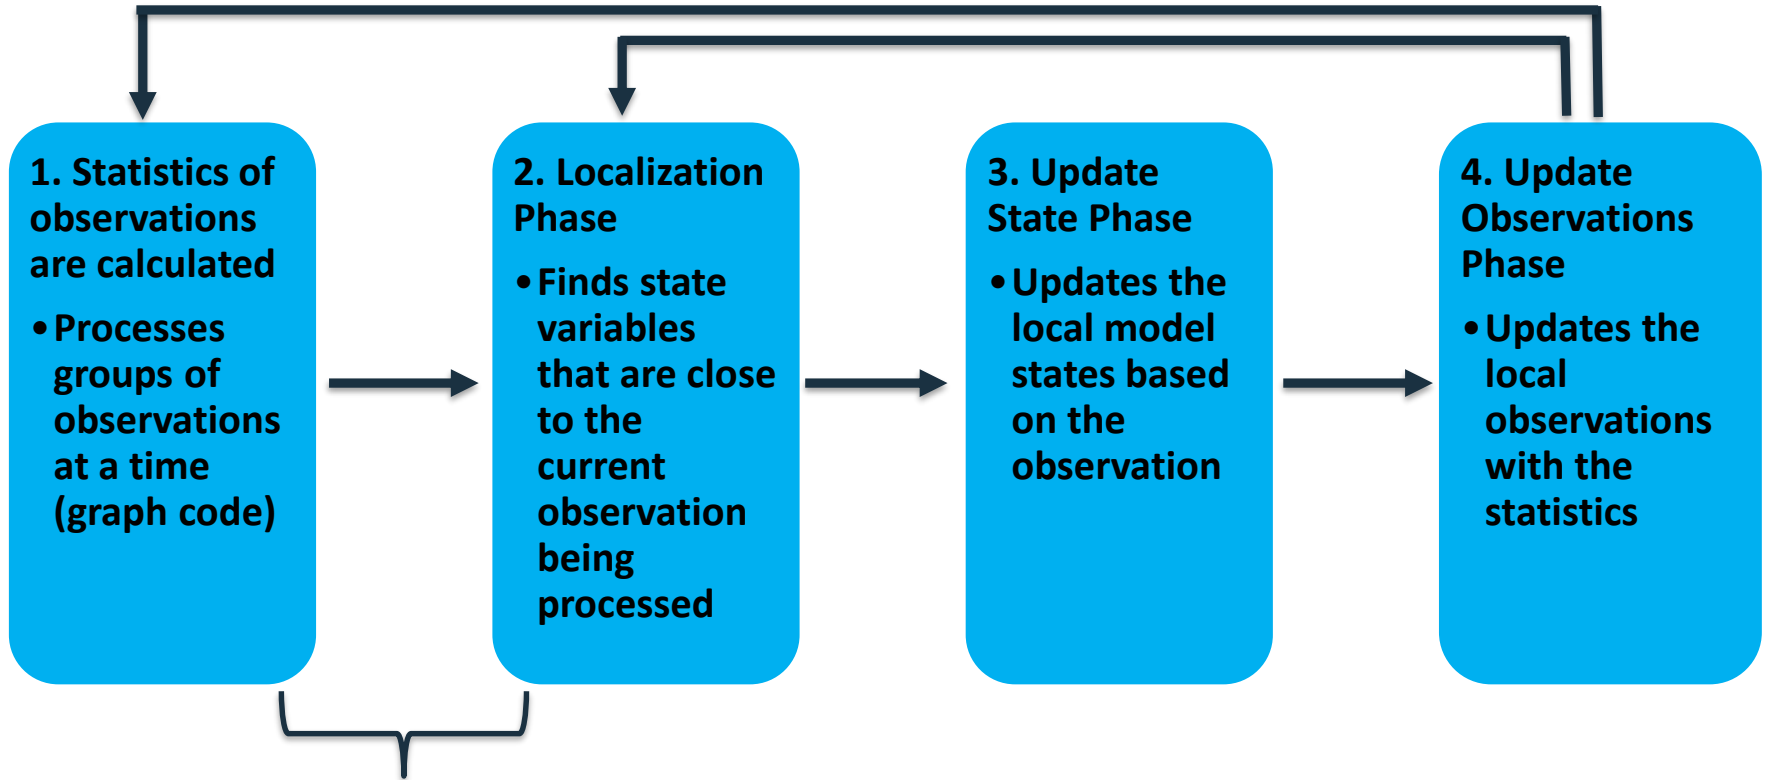 1. Statistics of
observations
are calculated
•Processes
groups of
observations
at a time
(graph code)
2. Localization
Phase
•Finds state
variables
that are close
to the
current
observation
being
processed
3. Update
State Phase
•Updates the
local model
states based
on the
observation
4. Update
Observations
Phase
•Updates the
local
observations
with the
statistics